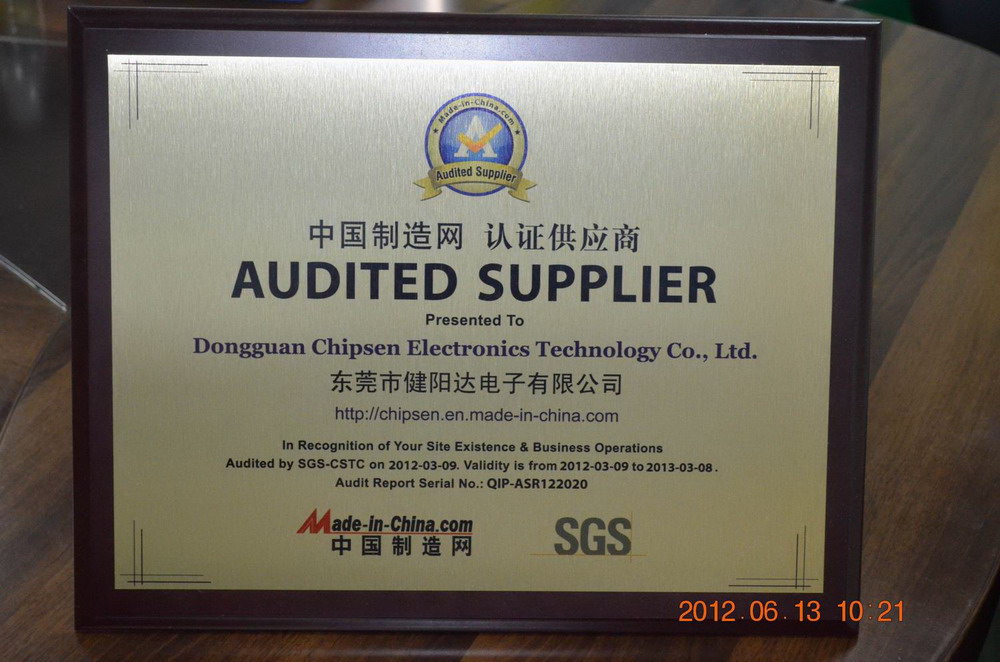 Made-in-China.com
A
Audited Supplier
中国制造网 认证供应商
AUDITED SUPPLIER
Presented To
Dongguan Chipsen Electronics Technology Co., Ltd.
东莞市健阳达电子有限公司
http://chipsen.en.made-in-china.com
In Recognition of Your Site Existence & Business Operations
Audited by SGS-CSTC on 2012-03-09. Validity is from 2012-03-09 to 2013-03-08.
Audit Report Serial No.: QIP-ASR122020
Made-in-China.com
中国制造网
SGS
2012.06.13 10:21